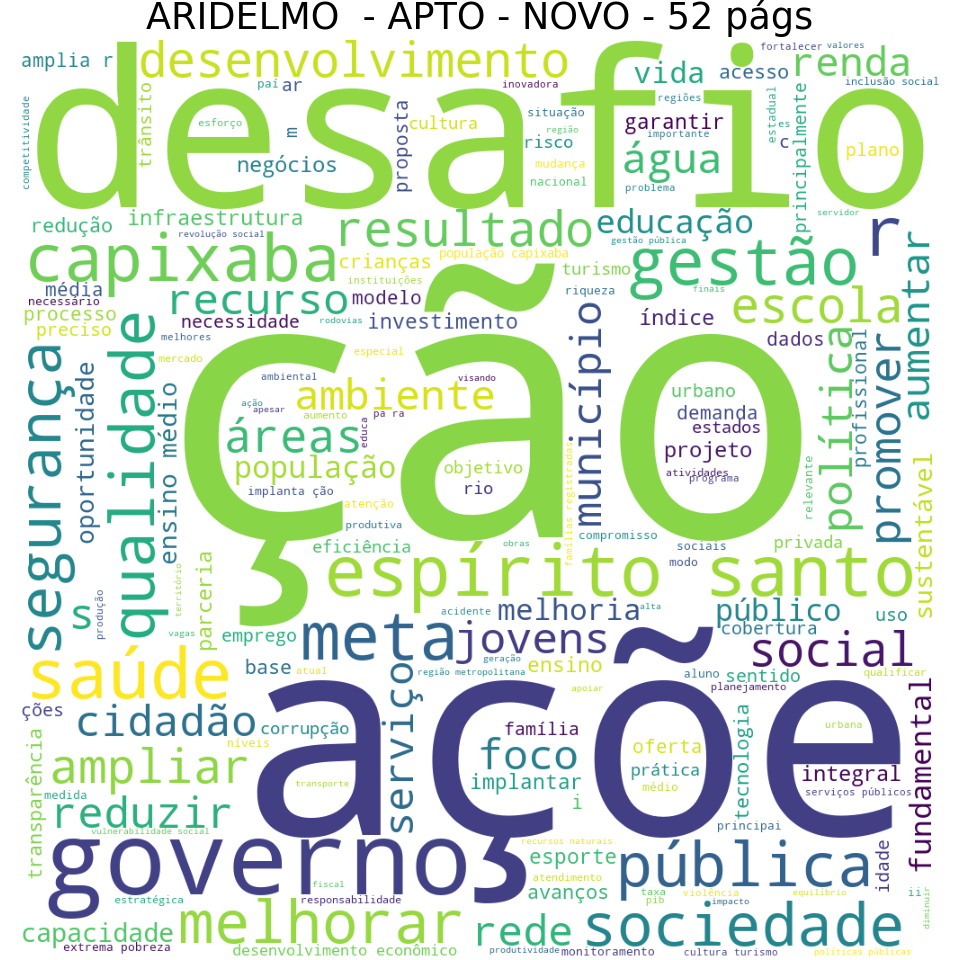 ARIDELMO - APTO - NOVO - 52 págs
amplia r
desenvolvimento
desafio
vida
acesso
fortalecer
valores
renda
inclusão social
competitividade
trânsito
paí
ar
inovadora
situação
regiões
estadual
es
c
principalmente
esforço
m
proposta
cultura
região
risco
garantir
importante
plano
negócios
mudança
nacional
água
problema
redução
infraestrutura
resultado
educação
servidor
revolução social
gestão pública
r
capixaba
crianças
população capixaba
instituições
turismo
gestão
média
necessário
processo
preciso
recurso
modelo
riqueza
finais
escola
aumentar
necessidade
rodovias
investimento
município
índice
dados
melhores
mercado
especial
segurança
oportunidade
qualidade
ensino médio
ção
ambiental
visando
ambiente
ação
apesar
aumento
pa ra
educa
urbano
demanda
estados
política
profissional
promover
áreas
projeto
população
objetivo
atividades
programa
rio
implanta ção
atenção
famílias registradas
relevante
sustentável
produtiva
obras
compromisso
eficiência
sociais
privada
modo
espírito santo
território
parceria
s
produção
vagas
emprego
acidente
melhoria
alta
público
uso
cobertura
meta
jovens
social
saúde
base
atual
geração
região metropolitana
ensino
apoiar
aluno
sentido
planejamento
qualificar
ções
cidadão
corrupção
níveis
serviço
açõe
família
foco
implantar
i
oferta
prática
médio
tecnologia
urbana
integral
serviços públicos
fundamental
transparência
ampliar
medida
transporte
reduzir
vulnerabilidade social
principai
governo
recursos naturais
esporte
atendimento
avanços
pública
idade
estratégica
fiscal
responsabilidade
taxa
pib
violência
impacto
equilíbrio
ii
diminuir
capacidade
melhorar
rede
sociedade
extrema pobreza
desenvolvimento econômico
produtividade
monitoramento
cultura turismo
políticas públicas